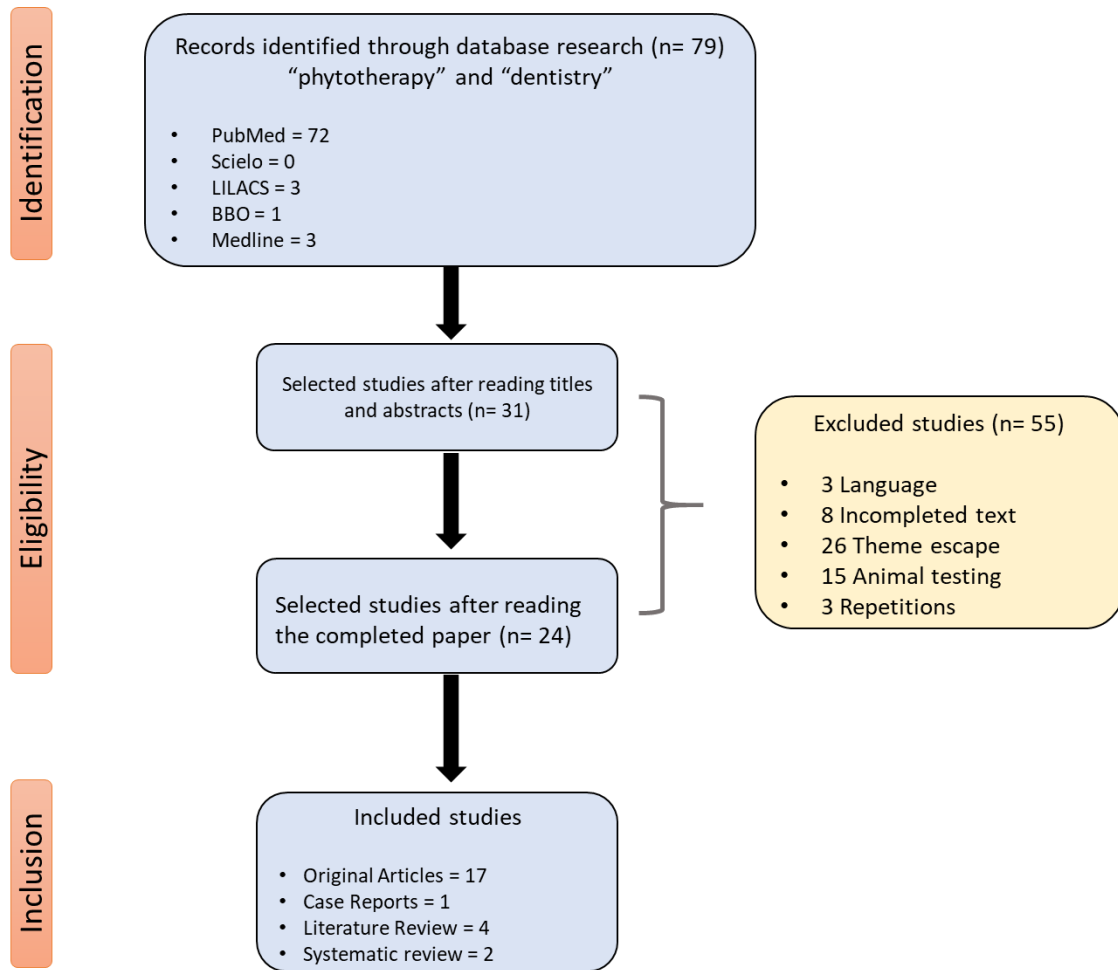 Identification
Records identified through database research (n= 79)
“phytotherapy” and “dentistry”
• PubMed = 72
• Scielo = 0
• LILACS = 3
• BBO = 1
• Medline = 3
Eligibility
Selected studies after reading titles
and abstracts (n= 31)
Excluded studies (n= 55)
• 3 Language
• 8 Incompleted text
• 26 Theme escape
• 15 Animal testing
• 3 Repetitions
Selected studies after reading
the completed paper (n= 24)
Inclusion
Included studies
• Original Articles = 17
• Case Reports = 1
• Literature Review = 4
• Systematic review = 2